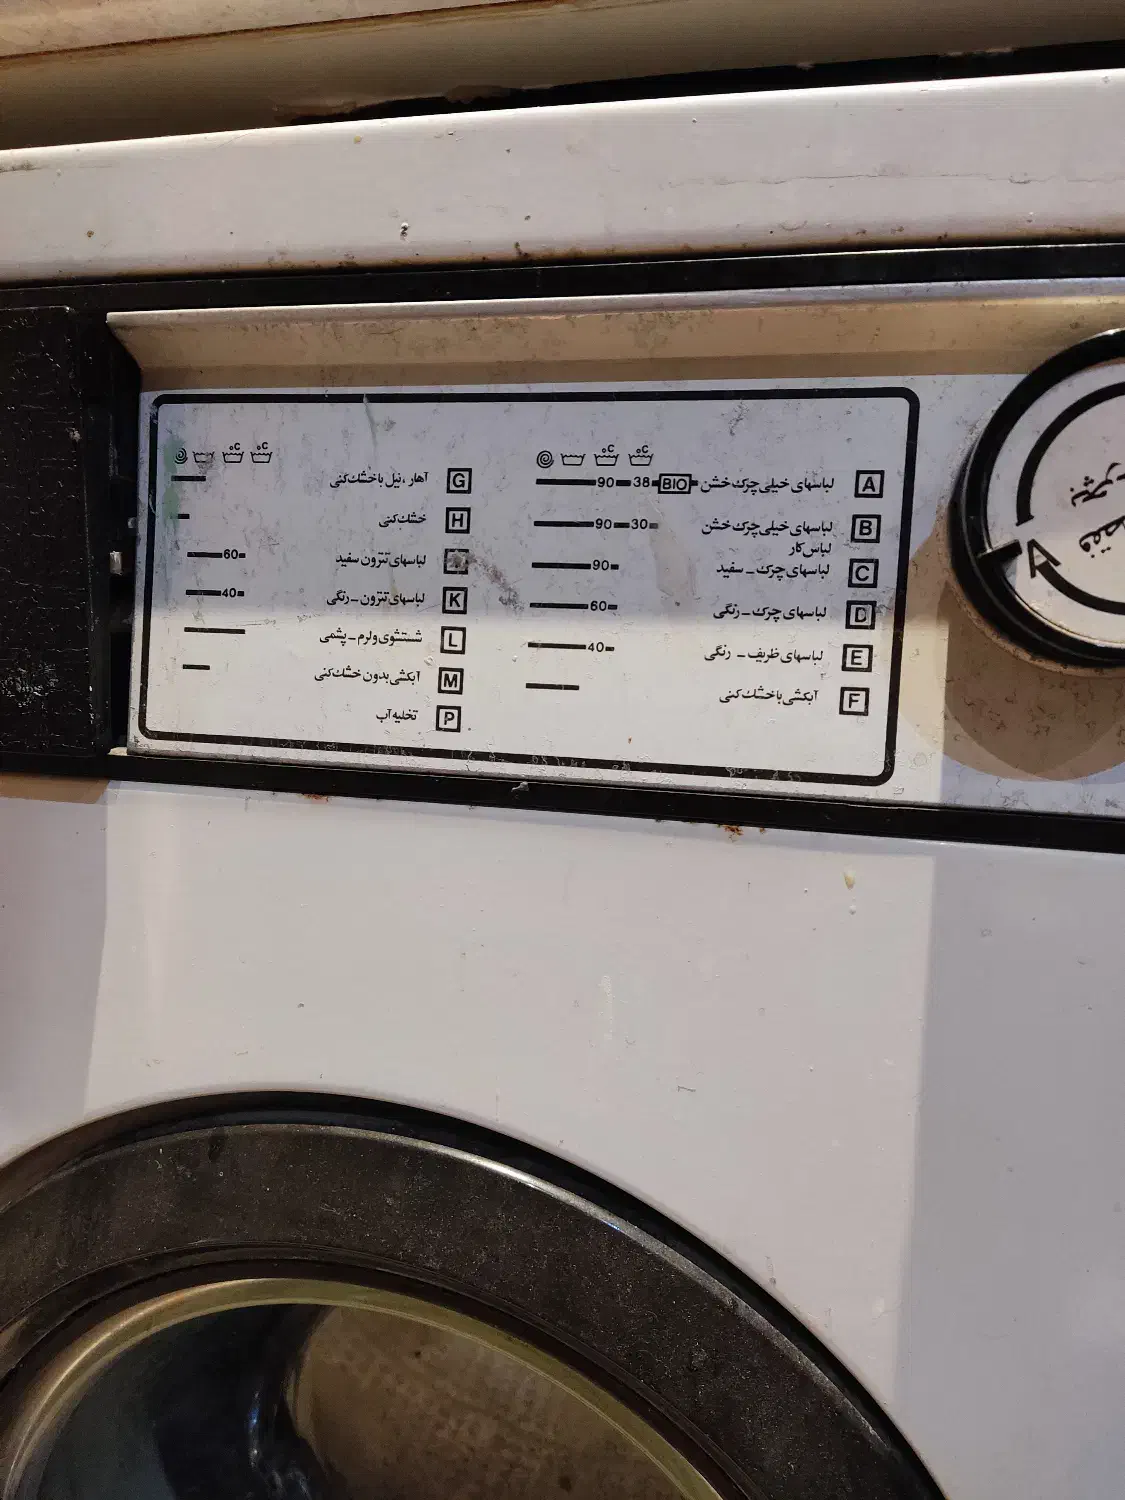 °C °C
A لباسهای خیلی چرک خشن BIO 38 90
B لباسهای خیلی چرک خشن 30 90
لباس کار
C لباسهای چرک _ سفید 90
D لباسهای چرک _ رنگی 60
E لباسهای ظریف _ رنگی 40
F آبکشی با خشک کنی
°C °C
G آهار ، نیل با خشک کنی
H خشک کنی
لباسهای تترون سفید 60
K لباسهای تترون _ رنگی 40
L شستشوی ولرم _ پشمی
M آبکشی بدون خشک کنی
P تخلیه آب
A